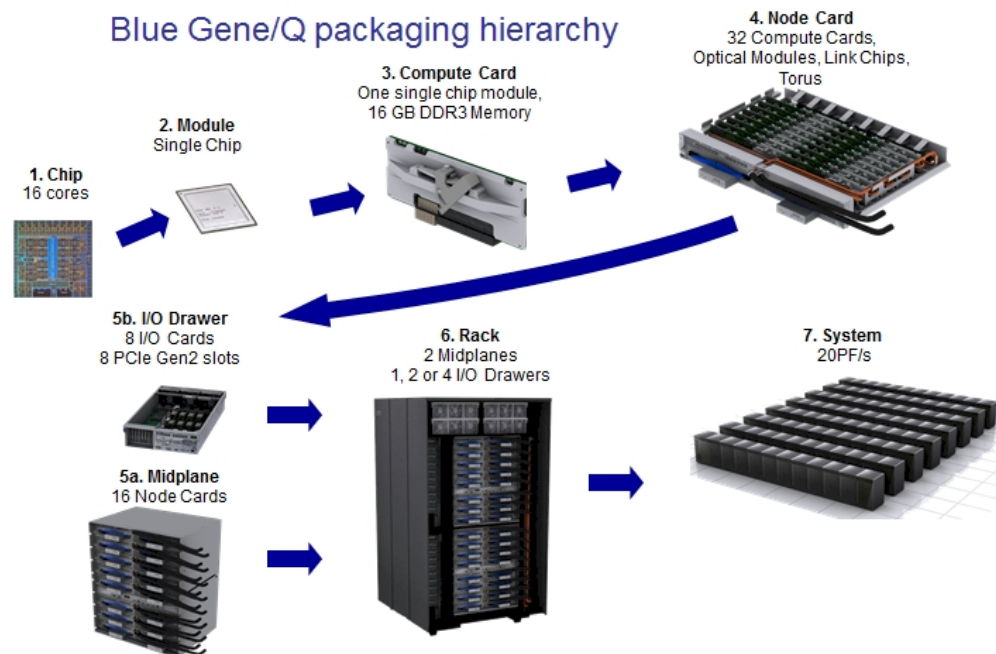 Blue Gene/Q packaging hierarchy
1. Chip
16 cores
2. Module
Single Chip
3. Compute Card
One single chip module,
16 GB DDR3 Memory
4. Node Card
32 Compute Cards,
Optical Modules, Link Chips,
Torus
5b. I/O Drawer
8 I/O Cards
8 PCIe Gen2 slots
5a. Midplane
16 Node Cards
6. Rack
2 Midplanes
1, 2 or 4 I/O Drawers
7. System
20PF/s